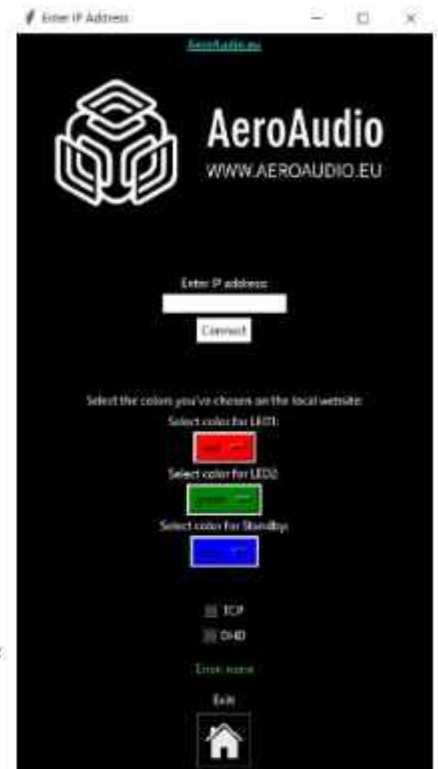 Enter IP Address
AeroAudio.eu
AeroAudio
WWW.AEROAUDIO.EU
Enter IP address:
Connect
Select the colors you've chosen on the local website:
Select color for LED1:
Select color for LED2:
Select color for Standby:
TCP
DHD
Error: none
Exit